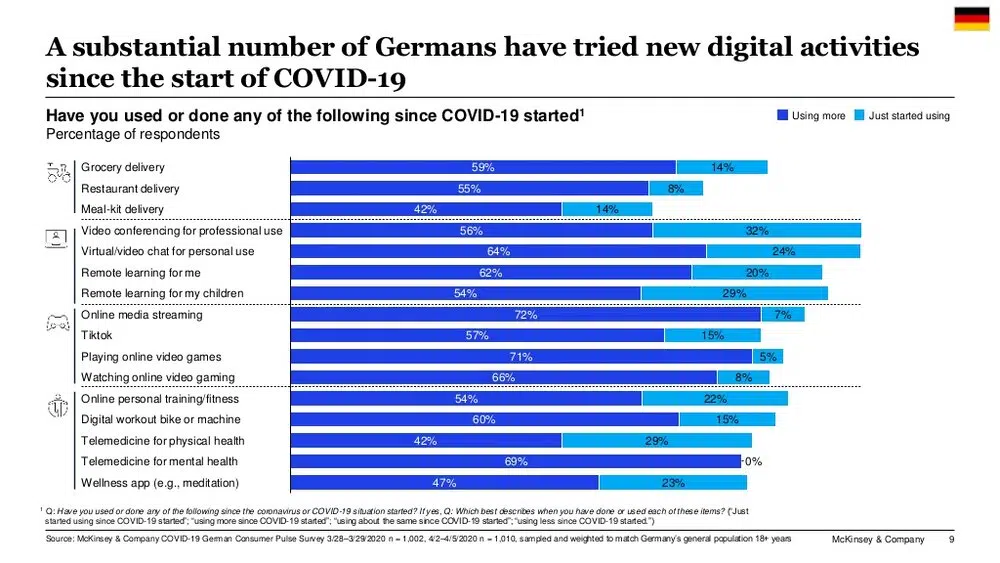 A substantial number of Germans have tried new digital activities
since the start of COVID-19
Have you used or done any of the following since COVID-19 started¹
Percentage of respondents
Using more
Just started using
Grocery delivery 59% 14%
Restaurant delivery 55% 8%
Meal-kit delivery 42% 14%
Video conferencing for professional use 56% 32%
Virtual/video chat for personal use 64% 24%
Remote learning for me 62% 20%
Remote learning for my children 54% 29%
Online media streaming 72% 7%
Tiktok 57% 15%
Playing online video games 71% 5%
Watching online video gaming 66% 8%
Online personal training/fitness 54% 22%
Digital workout bike or machine 60% 15%
Telemedicine for physical health 42% 29%
Telemedicine for mental health 69% 0%
Wellness app (e.g., meditation) 47% 23%
¹ Q: Have you used or done any of the following since the coronavirus or COVID-19 situation started? If yes, Q: Which best describes when you have done or used each of these items? ("Just
started using since COVID-19 started"; "using more since COVID-19 started"; "using about the same since COVID-19 started"; "using less since COVID-19 started.")
Source: McKinsey & Company COVID-19 German Consumer Pulse Survey 3/28–3/29/2020 n = 1,002, 4/2–4/5/2020 n = 1,010, sampled and weighted to match Germany's general population 18+ years
McKinsey & Company 9